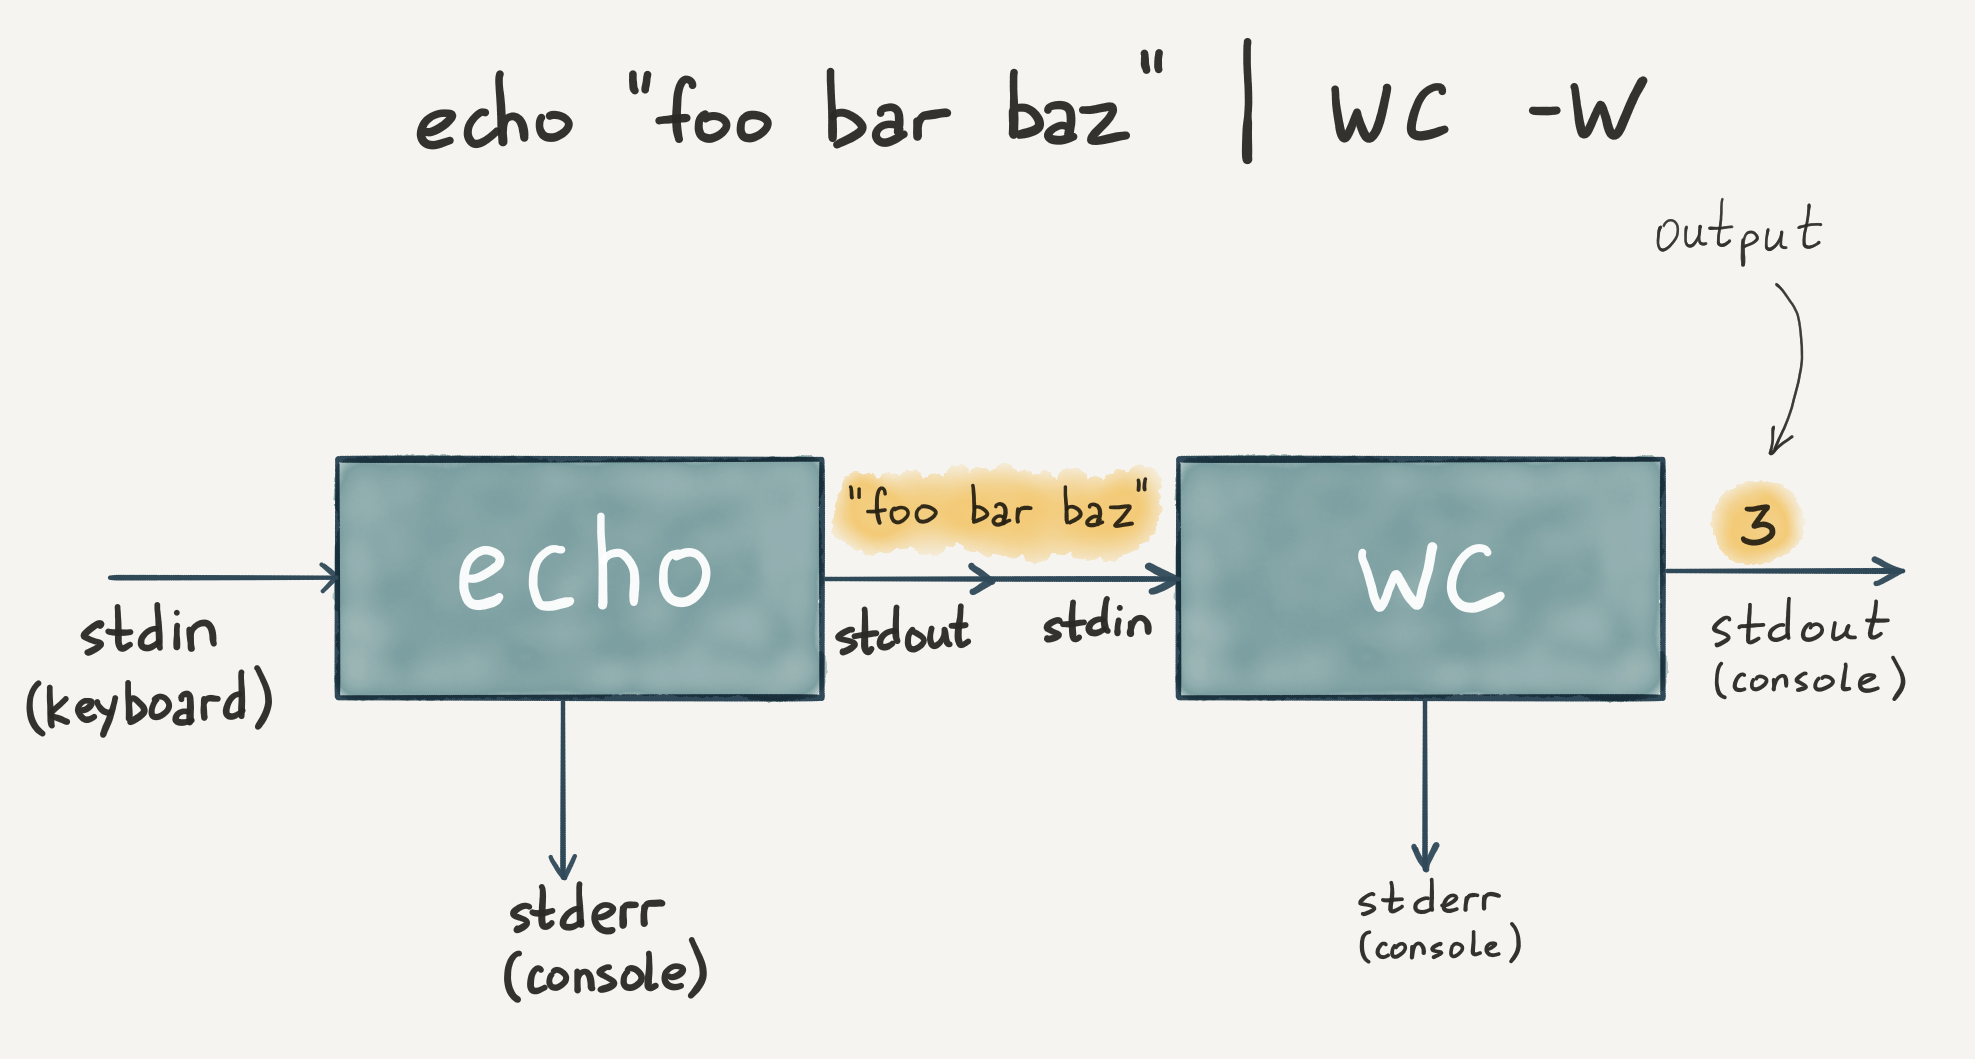 echo "foo bar baz" | wc -w
output
"foo bar baz"
3
echo
wc
stdin
(keyboard)
stdout
stdin
stdout
(console)
stderr
(console)
stderr
(console)